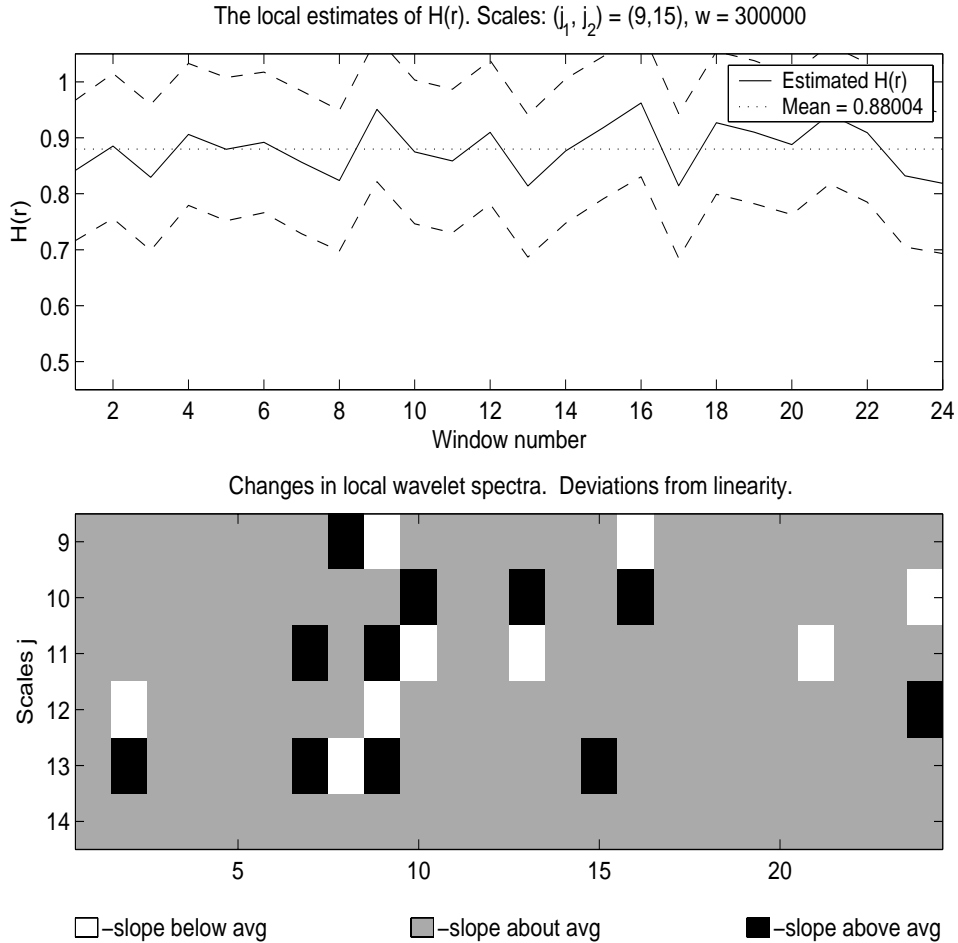 The local estimates of H(r). Scales: (j1, j2) = (9,15), w = 300000
1
0.9
0.8
0.7
0.6
0.5
H(r)
Estimated H(r)
Mean = 0.88004
2 4 6 8 10 12 14 16 18 20 22 24
Window number
Changes in local wavelet spectra. Deviations from linearity.
9
10
11
12
13
14
Scales j
5 10 15 20
-slope below avg -slope about avg -slope above avg